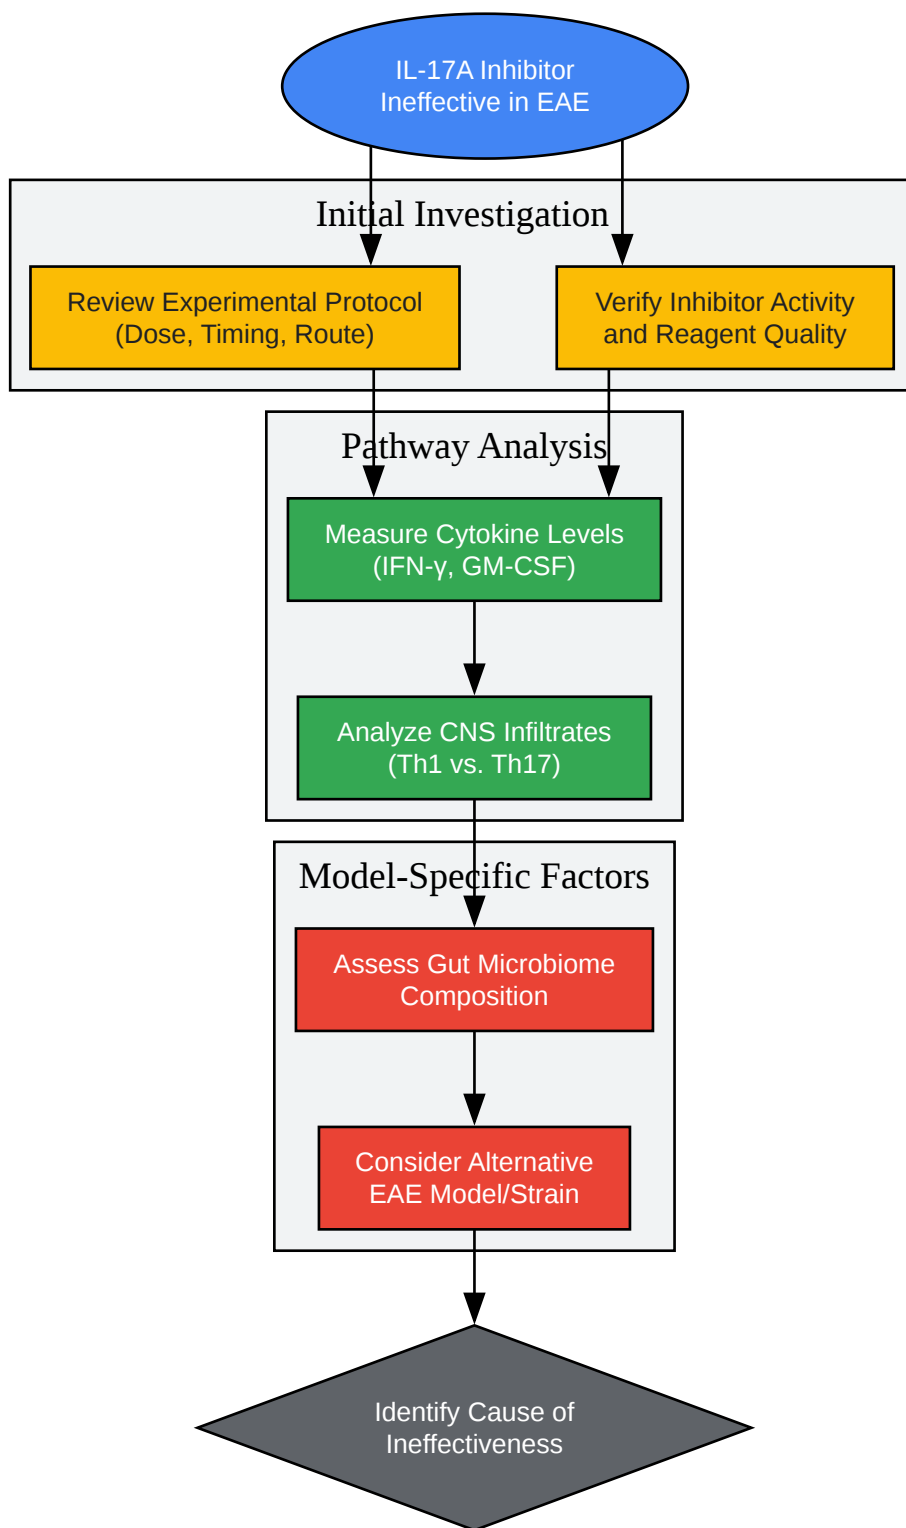 IL-17A Inhibitor
Ineffective in EAE
Initial Investigation
Review Experimental Protocol
(Dose, Timing, Route)
Verify Inhibitor Activity
and Reagent Quality
Pathway Analysis
Measure Cytokine Levels
(IFN-γ, GM-CSF)
Analyze CNS Infiltrates
(Th1 vs. Th17)
Model-Specific Factors
Assess Gut Microbiome
Composition
Consider Alternative
EAE Model/Strain
Identify Cause of
Ineffectiveness